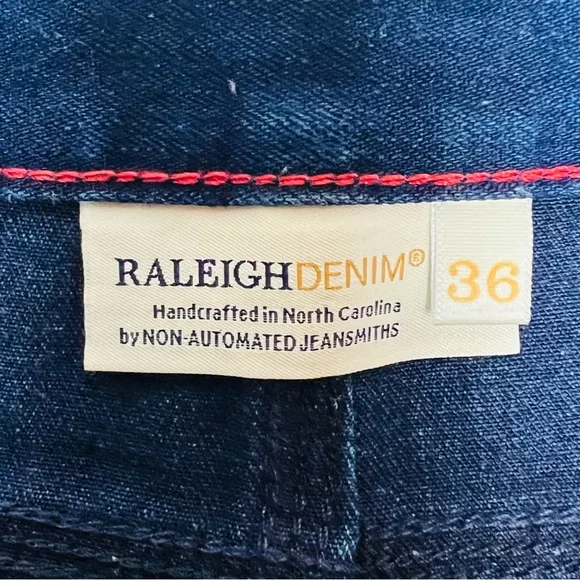 RALEIGHDENIM® 36
Handcrafted in North Carolina
by NON-AUTOMATED JEANSMITHS